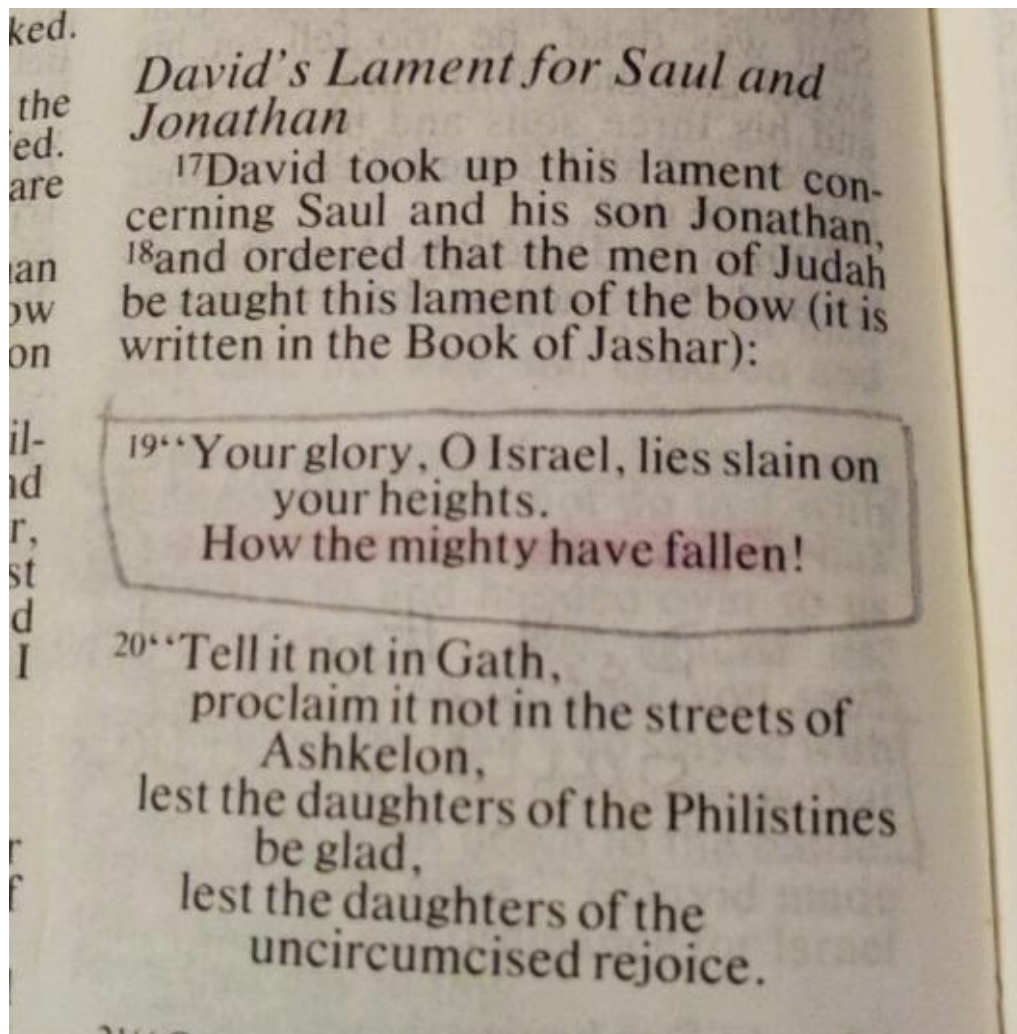 ked.
the
ed.
are
an
ow
on
il-
nd
r,
st
d
I
r
f
David's Lament for Saul and
Jonathan
17David took up this lament con-
cerning Saul and his son Jonathan,
18and ordered that the men of Judah
be taught this lament of the bow (it is
written in the Book of Jashar):
19“Your glory, O Israel, lies slain on
your heights.
How the mighty have fallen!
20“Tell it not in Gath,
proclaim it not in the streets of
Ashkelon,
lest the daughters of the Philistines
be glad,
lest the daughters of the
uncircumcised rejoice.